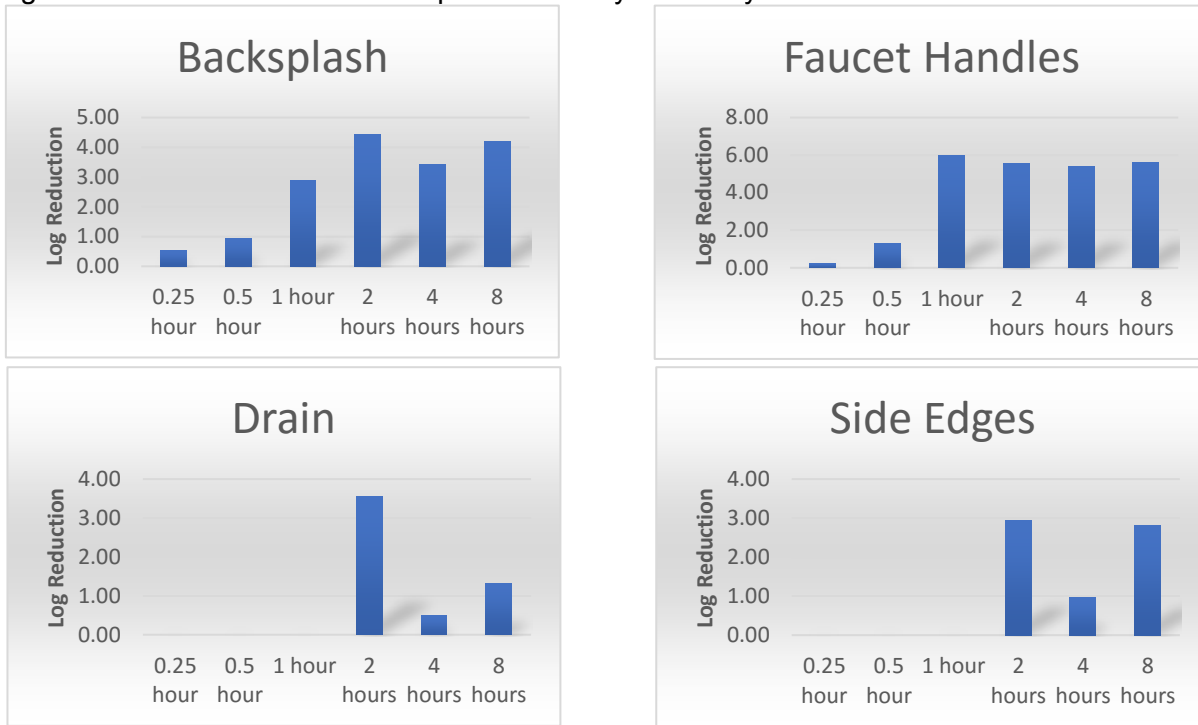 Backsplash
Log Reduction
5.00
4.00
3.00
2.00
1.00
0.00
0.25 0.5 1 hour 2 4 8
hour hour hours hours hours
Faucet Handles
Log Reduction
8.00
6.00
4.00
2.00
0.00
0.25 0.5 1 hour 2 4 8
hour hour hours hours hours
Drain
Log Reduction
4.00
3.00
2.00
1.00
0.00
0.25 0.5 1 hour 2 4 8
hour hour hours hours hours
Side Edges
Log Reduction
4.00
3.00
2.00
1.00
0.00
0.25 0.5 1 hour 2 4 8
hour hour hours hours hours